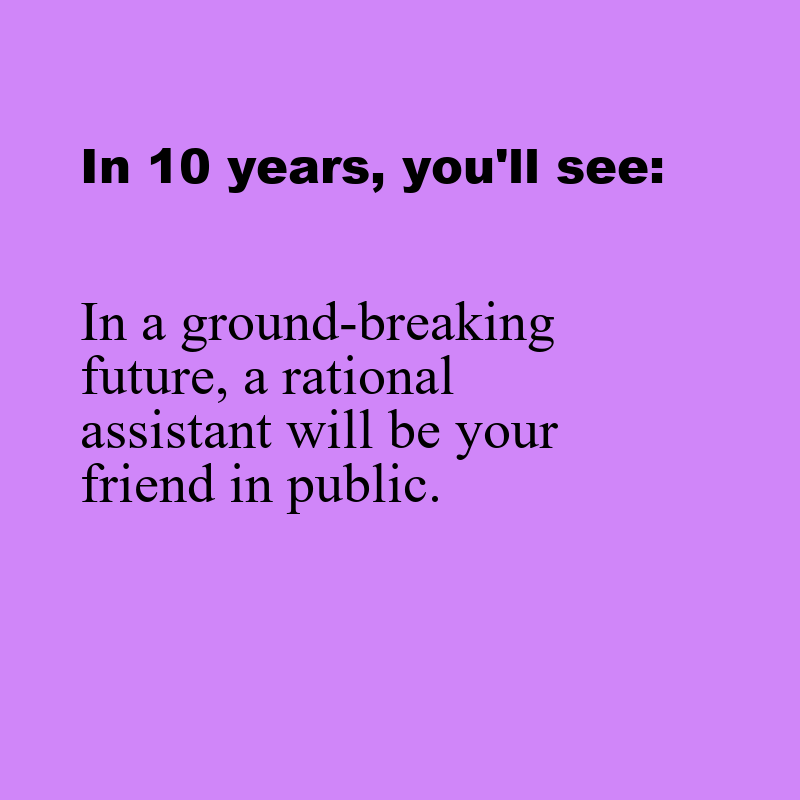 In 10 years, you'll see:
In a ground-breaking
future, a rational
assistant will be your
friend in public.